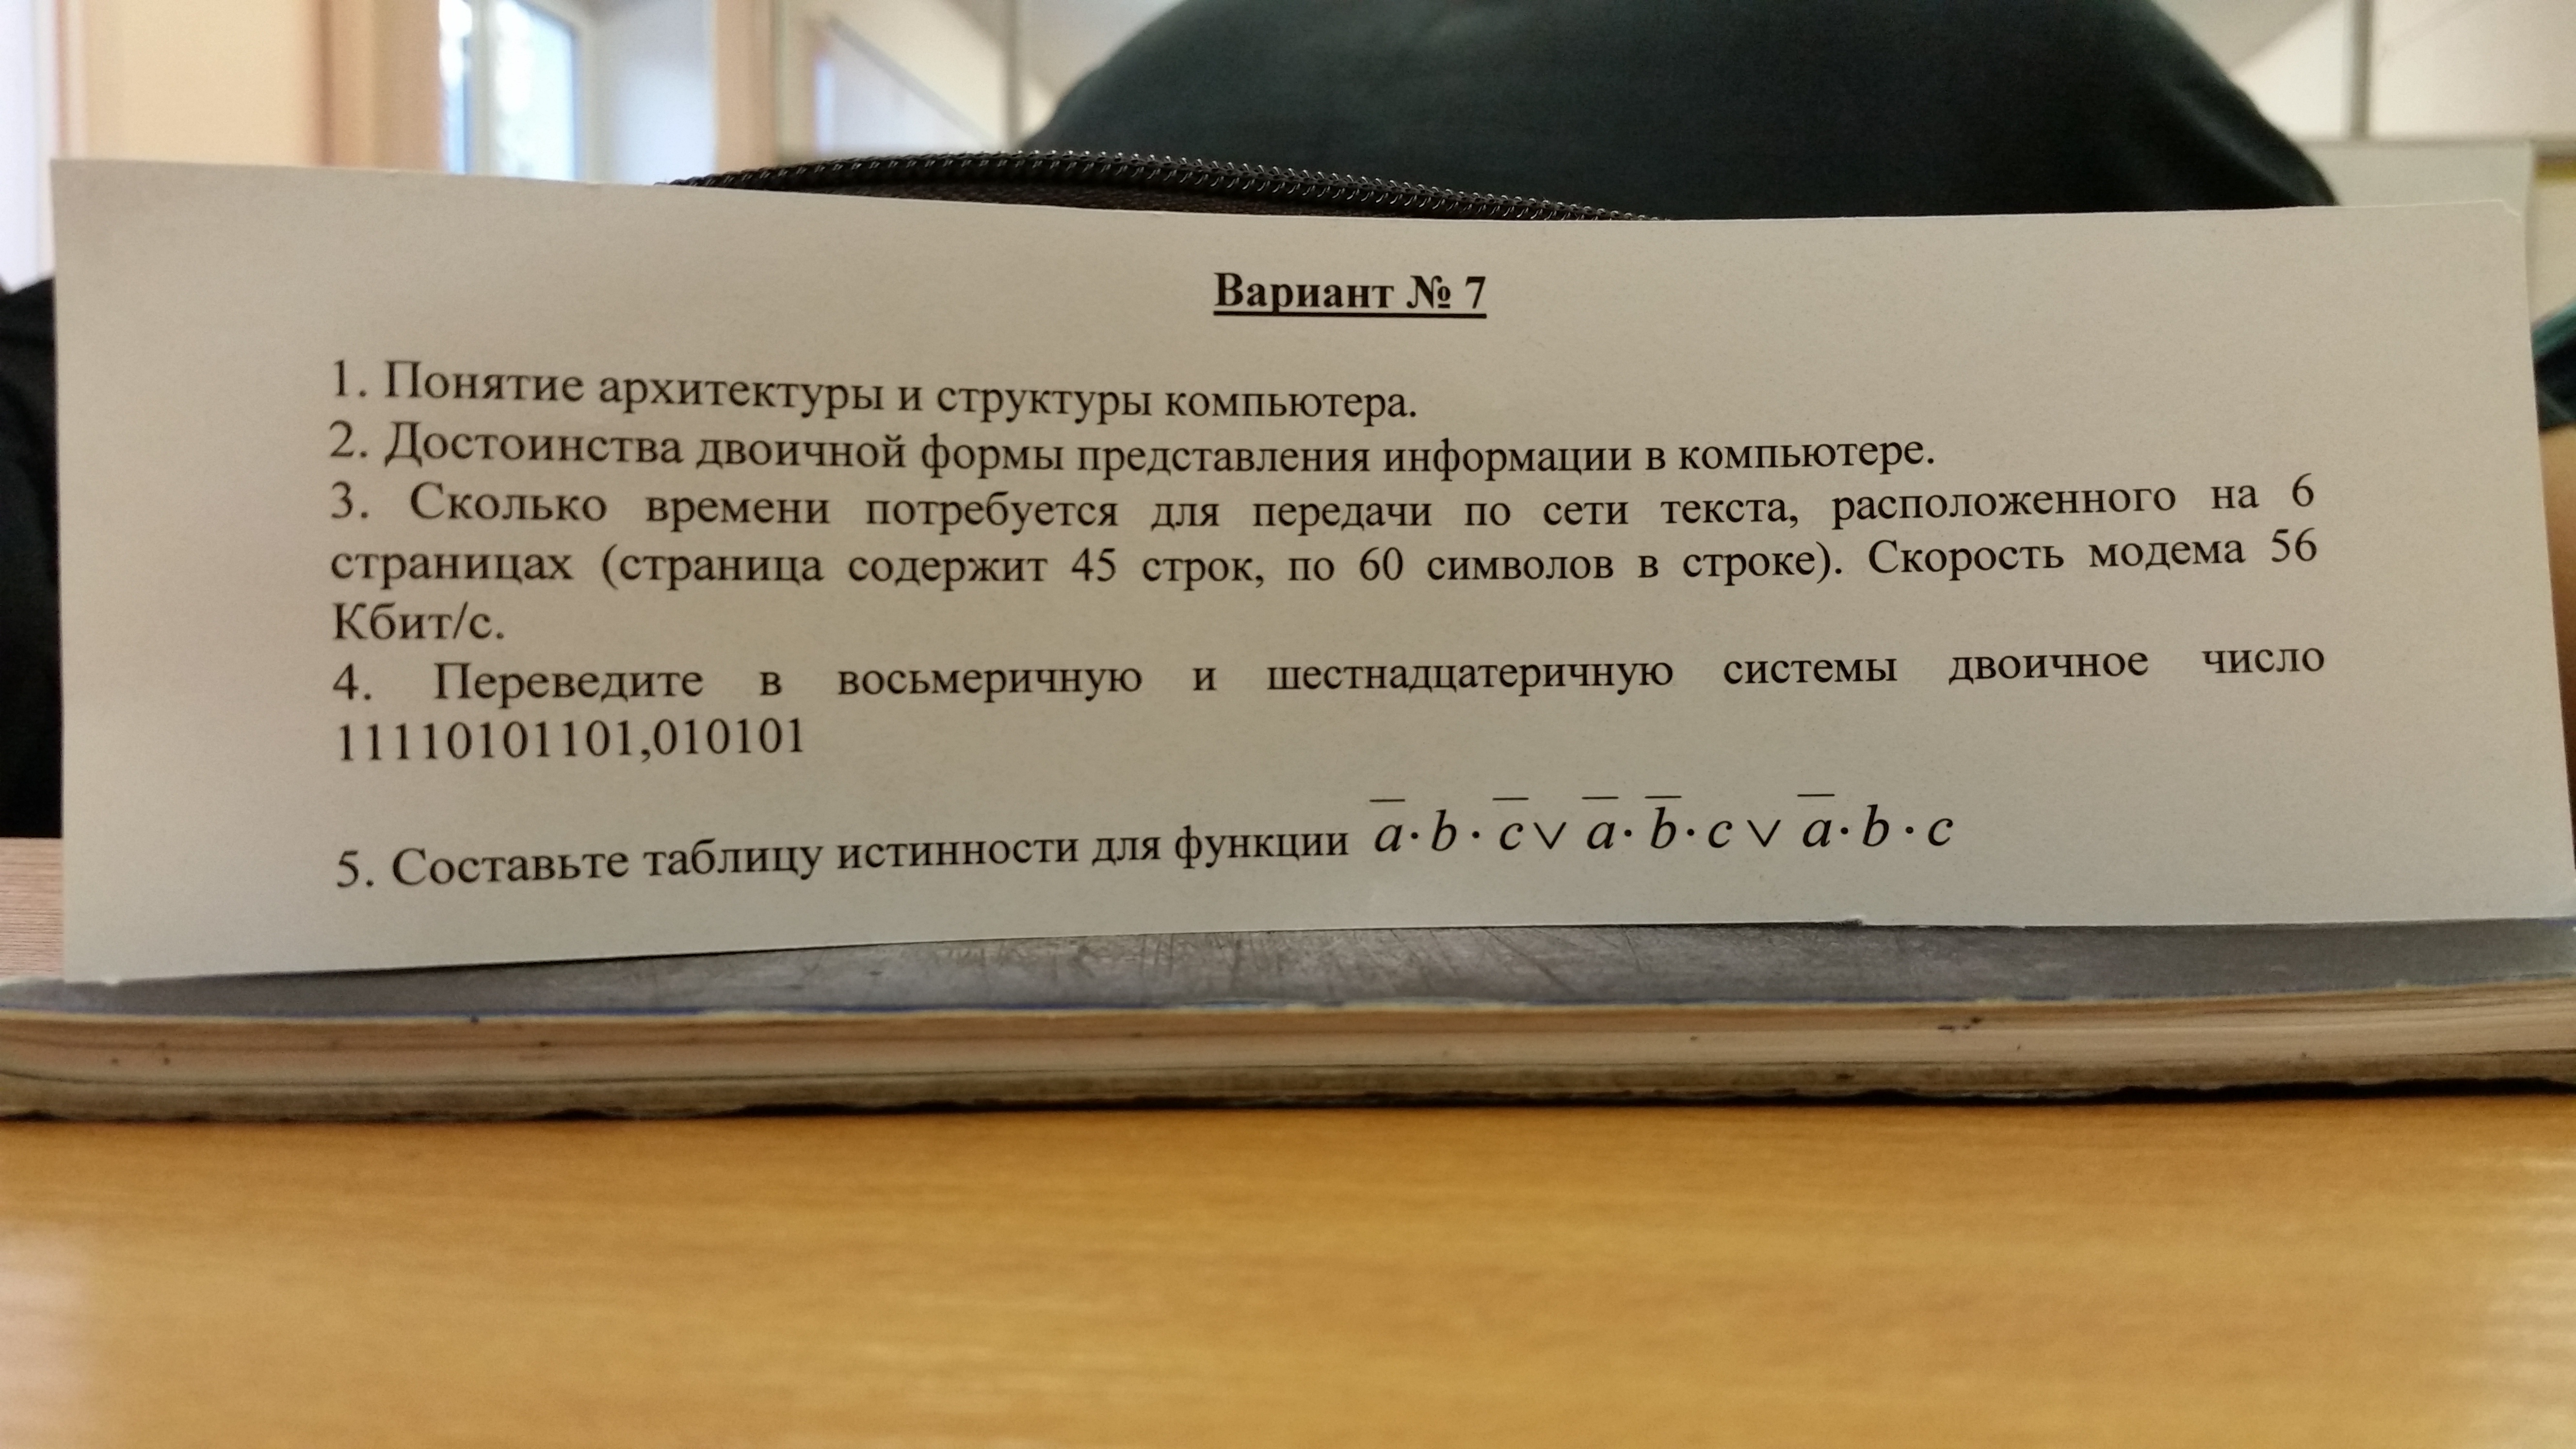 Вариант № 7
1. Понятие архитектуры и структуры компьютера.
2. Достоинства двоичной формы представления информации в компьютере.
3. Сколько времени потребуется для передачи по сети текста, расположенного на 6
страницах (страница содержит 45 строк, по 60 символов в строке). Скорость модема 56
Кбит/с.
4. Переведите в восьмеричную и шестнадцатеричную системы двоичное число
11110101101,010101
5. Составьте таблицу истинности для функции a̅·b·c̅∨a̅·b̅·c∨a̅·b·c